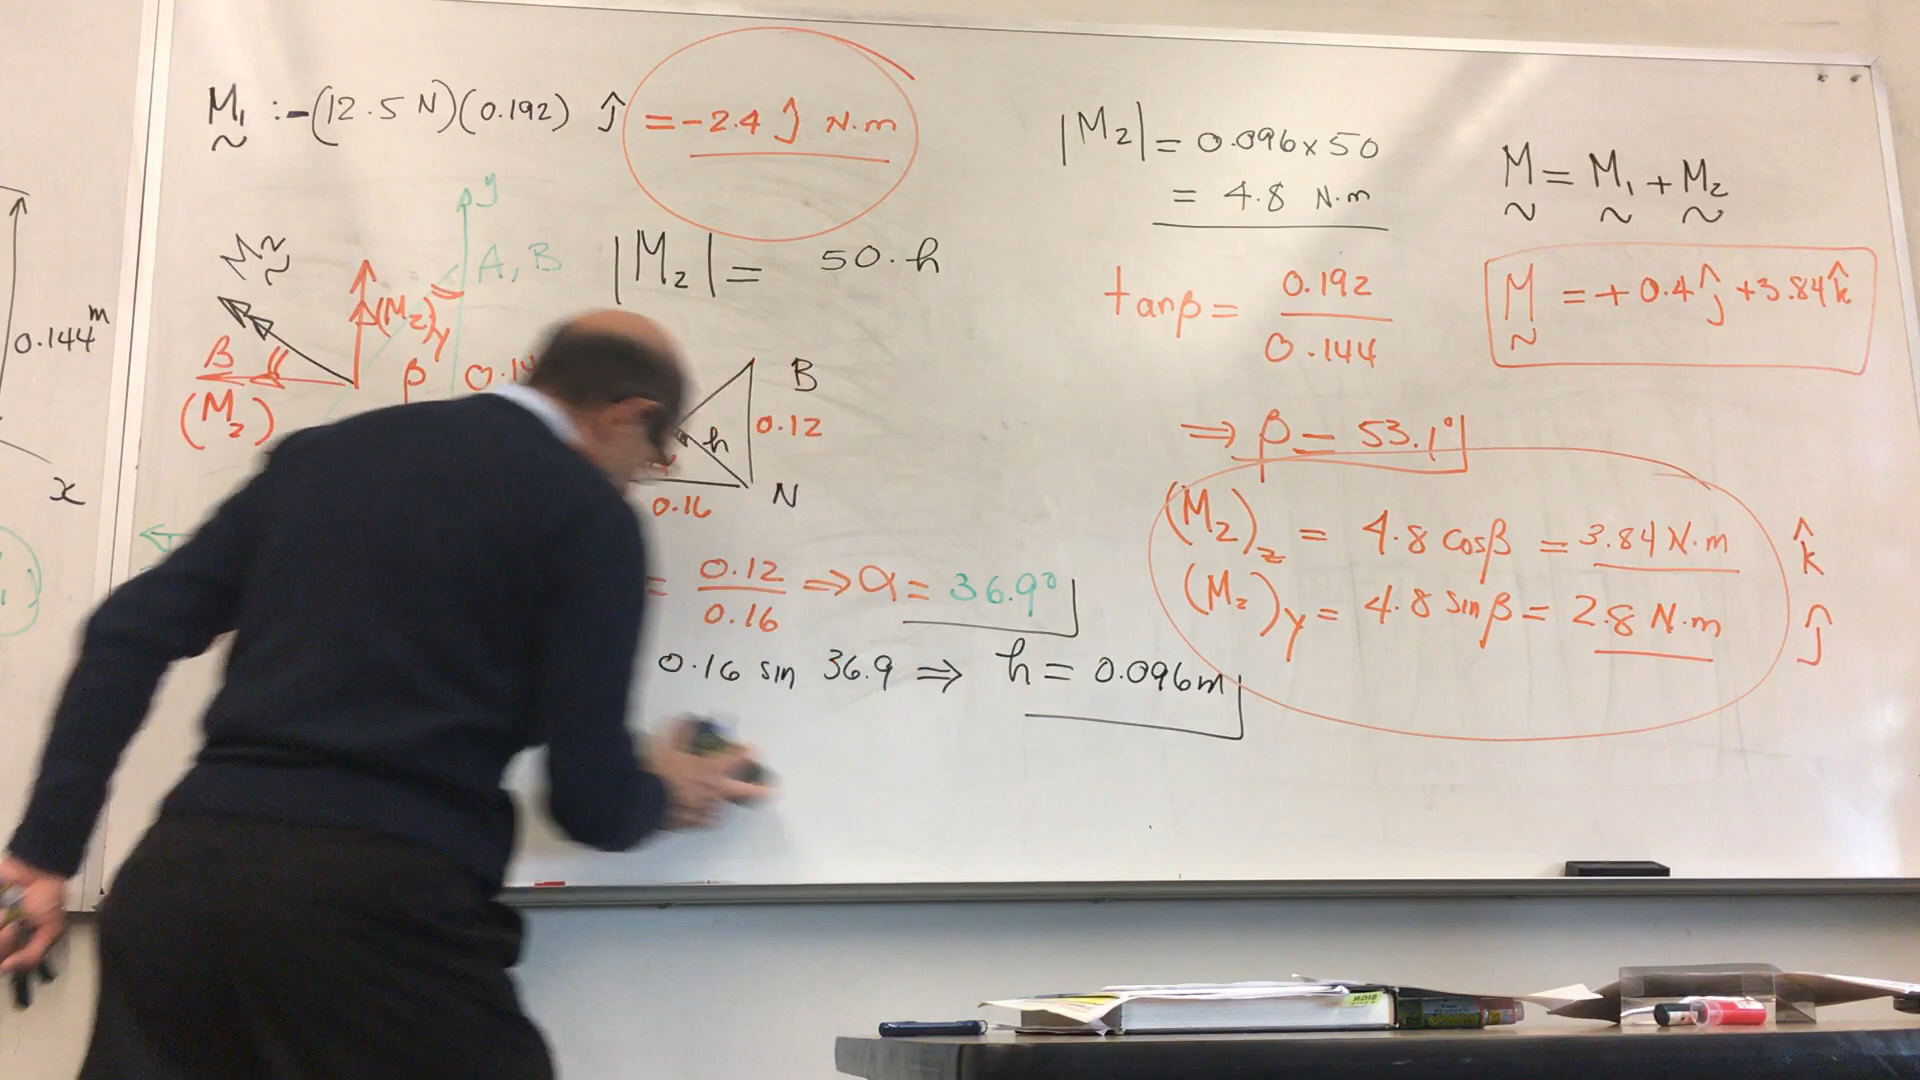 M₁ :-(12.5 N)(0.192) ĵ = -2.4 ĵ N.m
y
A, B
M₂
(M₂)y
β
(M₂)
β
0.144 m
x
|M₂| = 50.h
B
0.12
h
N
0.16
= 0.12/0.16 ⇒ α = 36.9°
0.16 sin 36.9 ⇒ h = 0.096m
|M₂| = 0.096x50
= 4.8 N.m
tanβ = 0.192/0.144
⇒ β = 53.1°
(M₂)z = 4.8 cosβ = 3.84 N.m k̂
(M₂)y = 4.8 sinβ = 2.8 N.m ĵ
M = M₁ + M₂
M = + 0.4 ĵ + 3.84 k̂